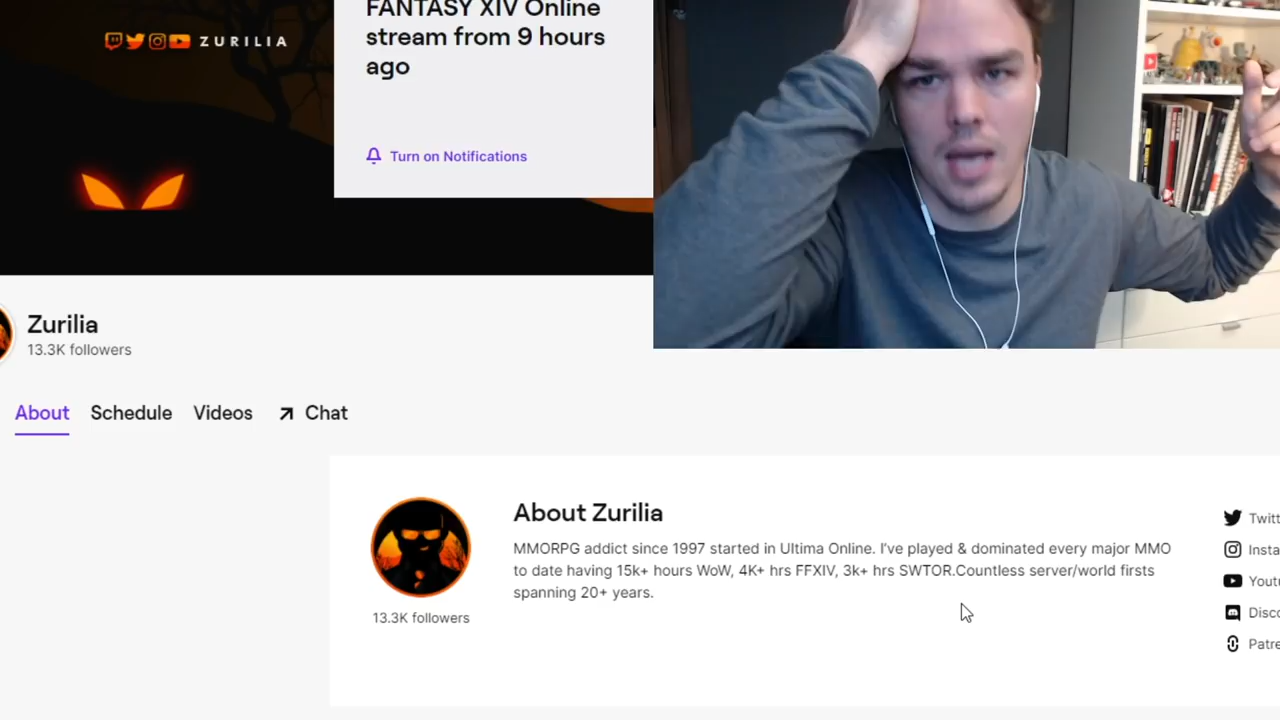 FANTASY XIV Online
stream from 9 hours
ago
ZURILIA
Turn on Notifications
Zurilia
13.3K followers
About Schedule Videos Chat
About Zurilia
MMORPG addict since 1997 started in Ultima Online. I've played & dominated every major MMO
to date having 15k+ hours WoW, 4K+ hrs FFXIV, 3k+ hrs SWTOR.Countless server/world firsts
spanning 20+ years.
13.3K followers
Twitt
Insta
Yout
Disco
Patre